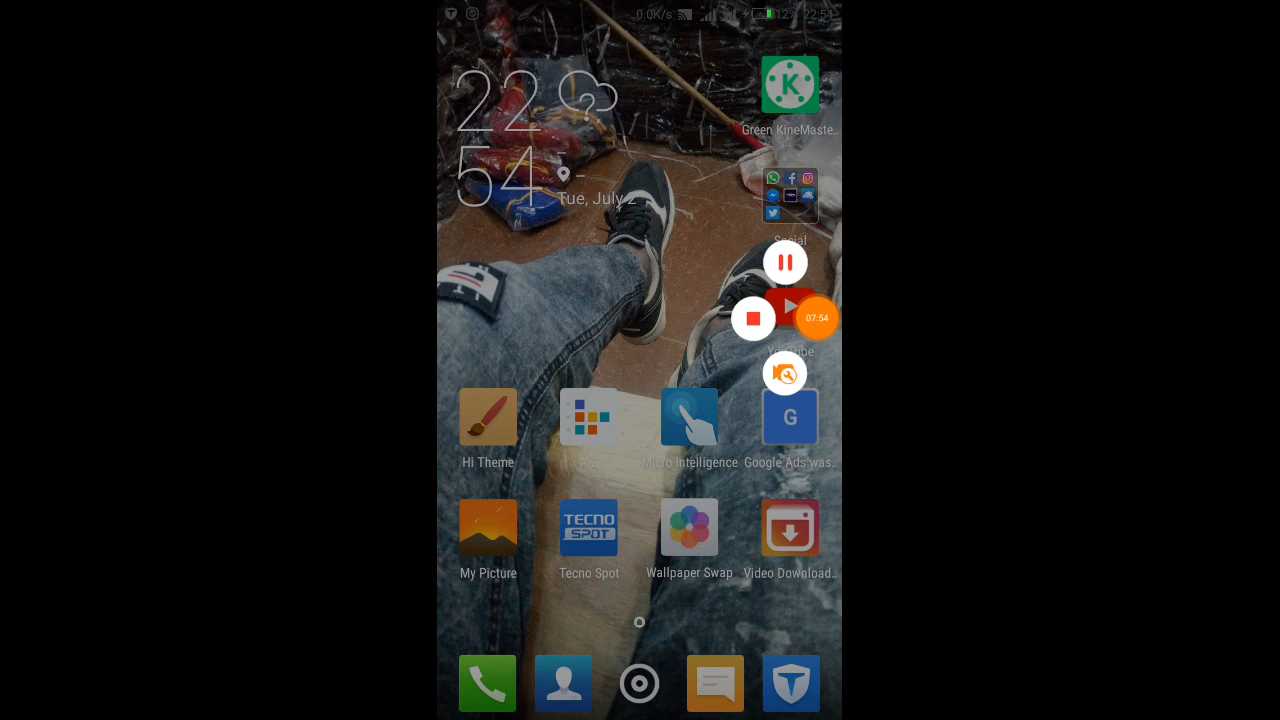 0.0K/s 12% 22:54
22
54
Tue, July 2
K
Green KineMaste..
Social
07:54
Youtube
G
Hi Theme
A-Z
Micro Intelligence
Google Ads was..
TECNO
SPOT
My Picture
Tecno Spot
Wallpaper Swap
Video Download..